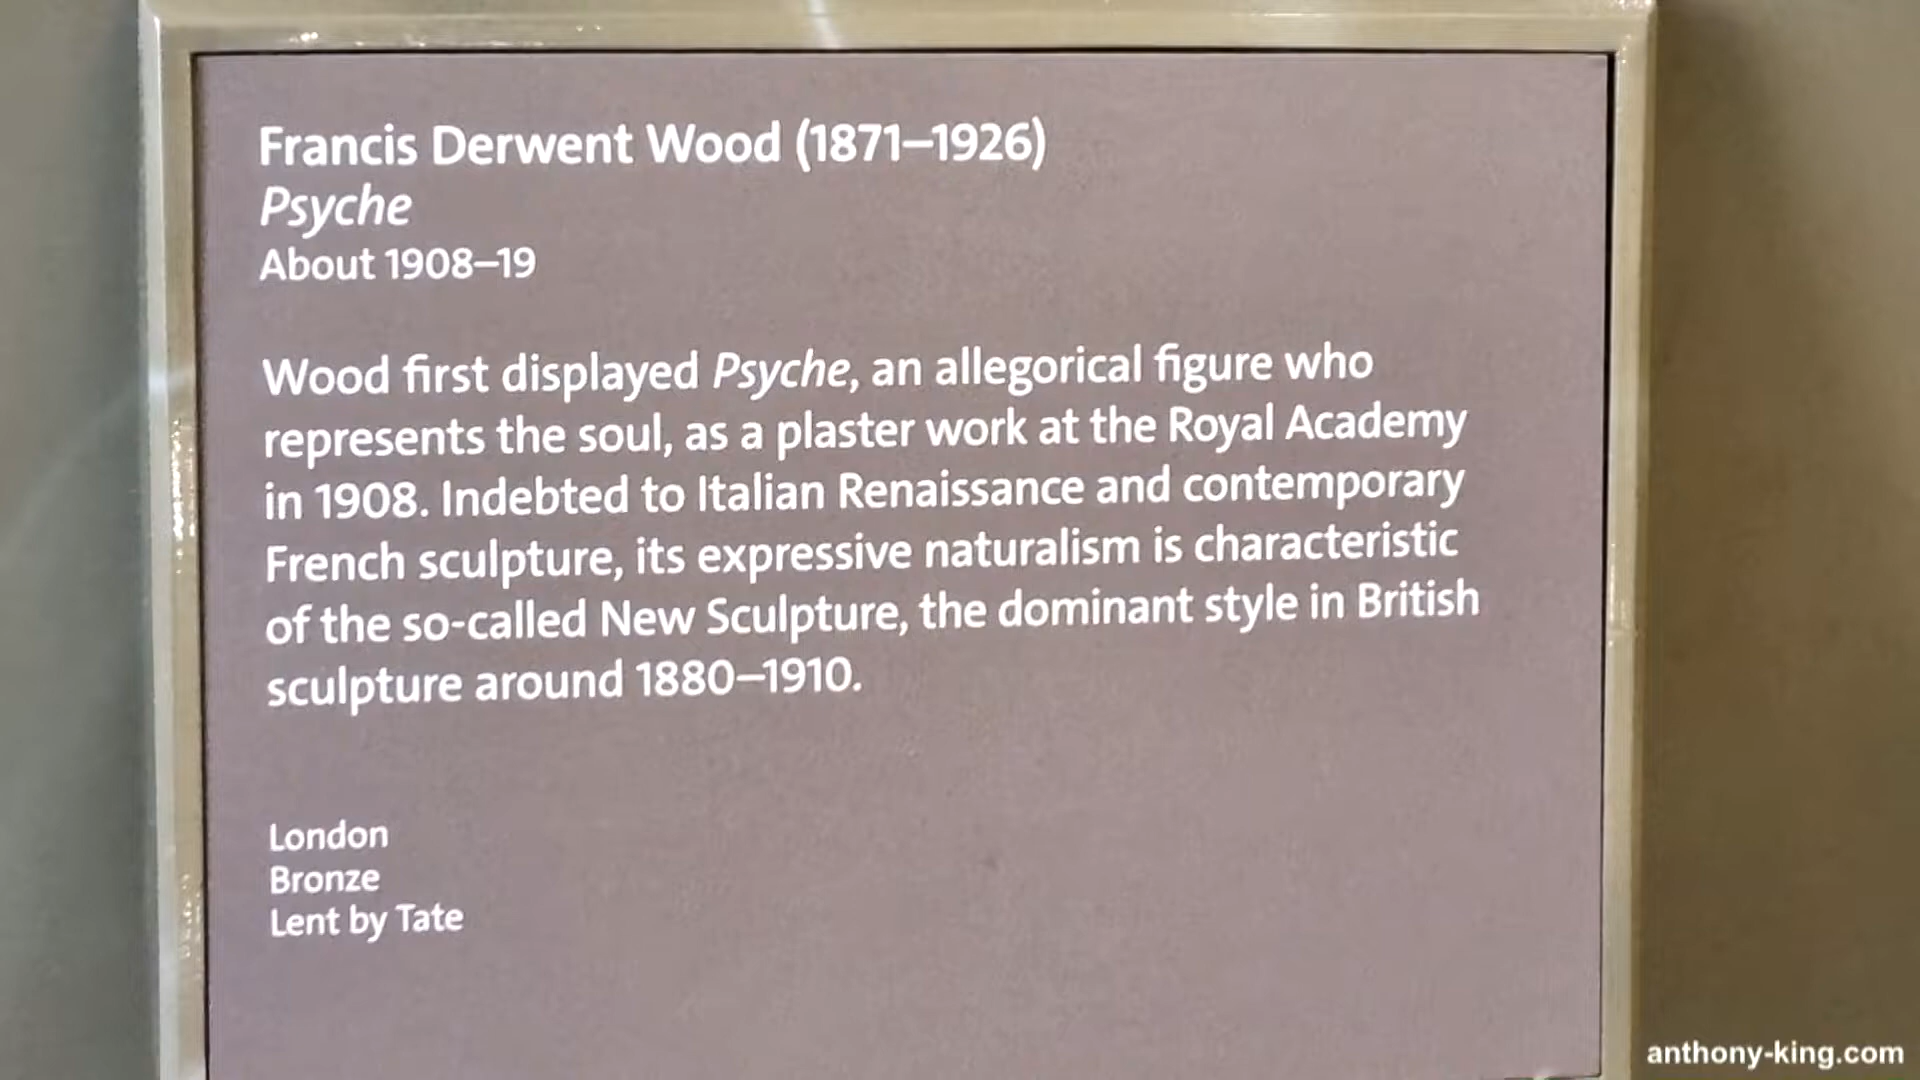 Francis Derwent Wood (1871–1926)
Psyche
About 1908–19
Wood first displayed Psyche, an allegorical figure who
represents the soul, as a plaster work at the Royal Academy
in 1908. Indebted to Italian Renaissance and contemporary
French sculpture, its expressive naturalism is characteristic
of the so-called New Sculpture, the dominant style in British
sculpture around 1880–1910.
London
Bronze
Lent by Tate
anthony-king.com